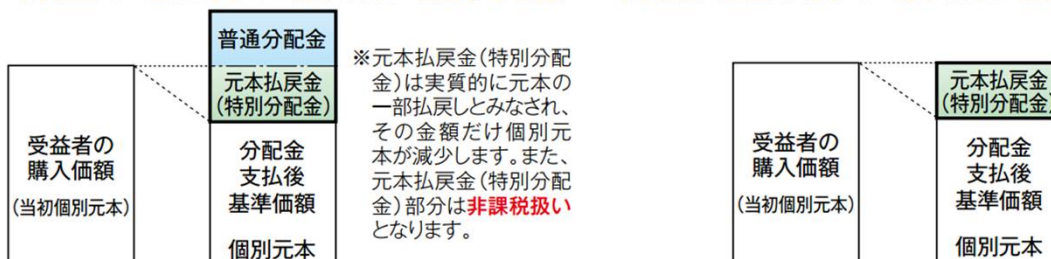 普通分配金
元本払戻金
(特別分配金)
受益者の
購入価額
(当初個別元本)
分配金
支払後
基準価額
個別元本
※元本払戻金(特別分配
金)は実質的に元本の
一部払戻しとみなされ、
その金額だけ個別元
本が減少します。また、
元本払戻金(特別分配
金)部分は非課税扱い
となります。
受益者の
購入価額
(当初個別元本)
元本払戻金
(特別分配金)
分配金
支払後
基準価額
個別元本